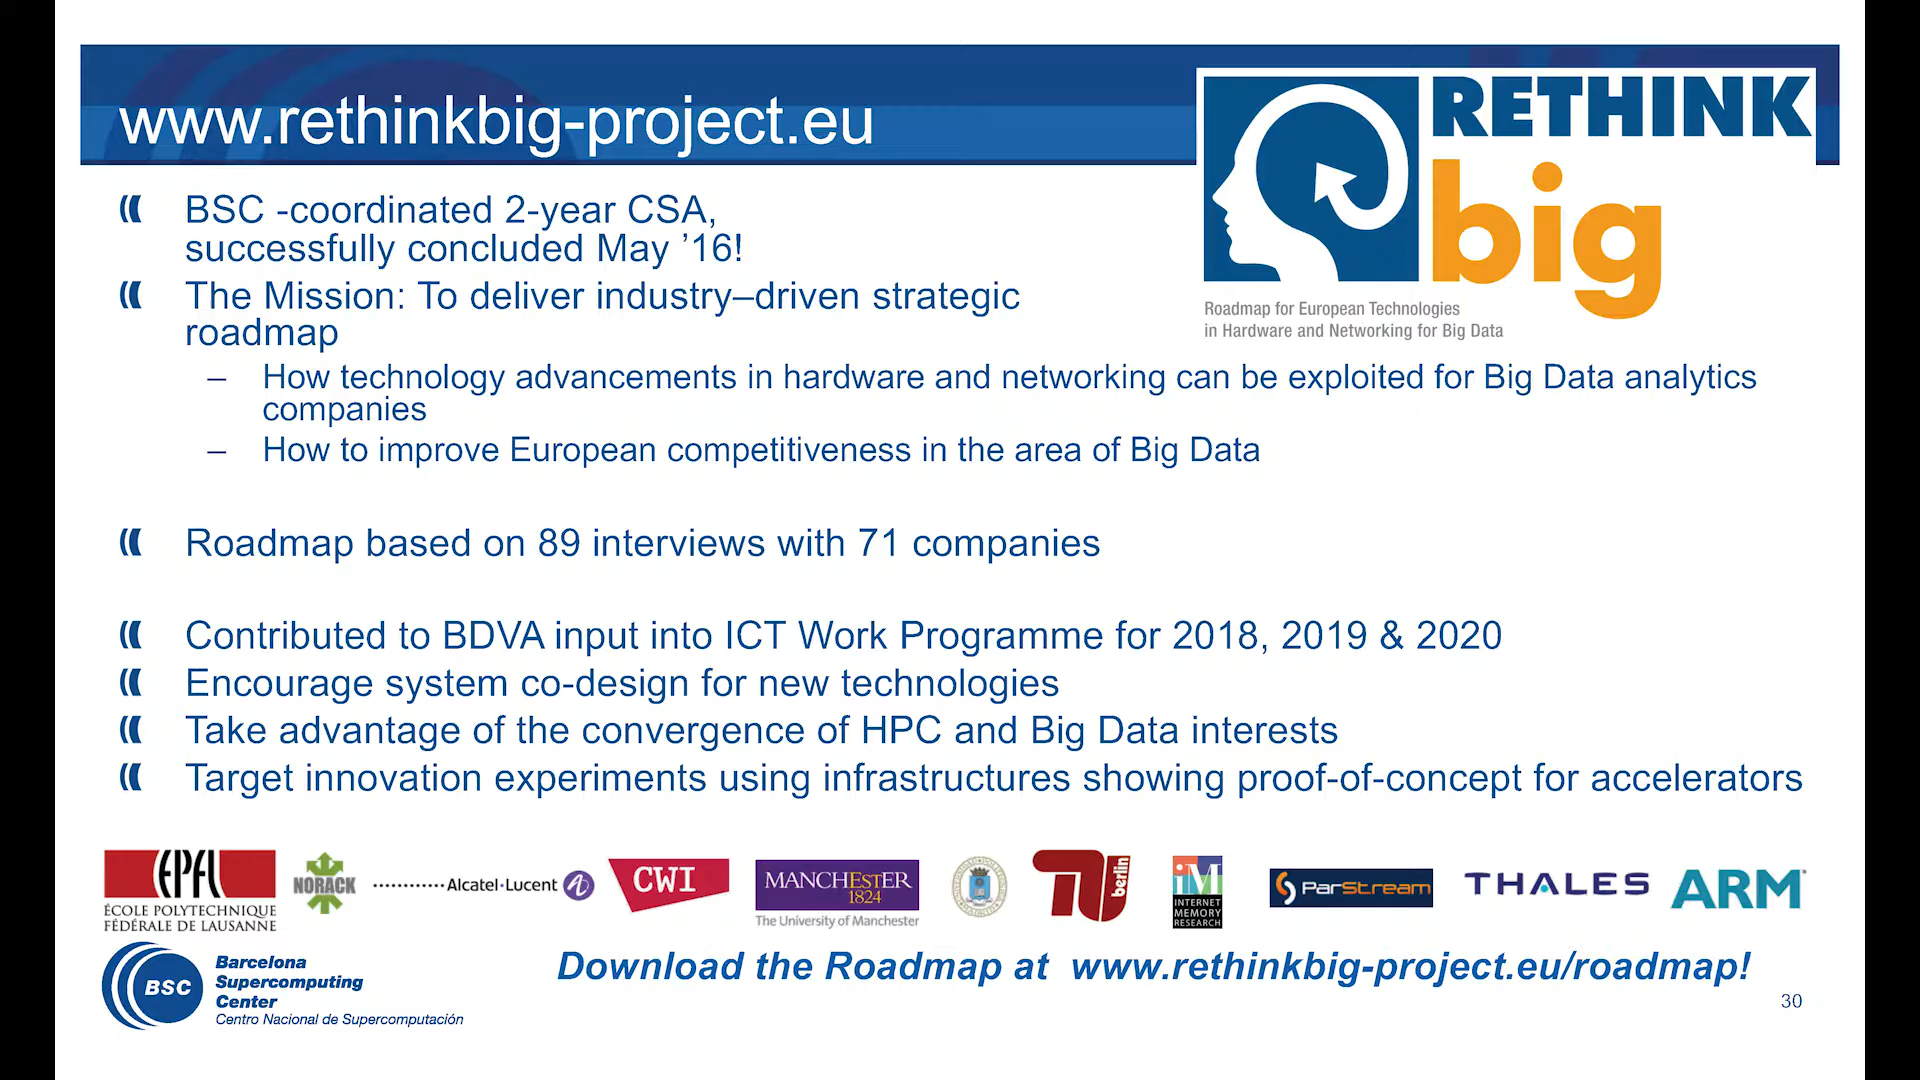 www.rethinkbig-project.eu
RETHINK
big
Roadmap for European Technologies
in Hardware and Networking for Big Data
BSC -coordinated 2-year CSA,
successfully concluded May ’16!
The Mission: To deliver industry–driven strategic
roadmap
– How technology advancements in hardware and networking can be exploited for Big Data analytics
companies
– How to improve European competitiveness in the area of Big Data
Roadmap based on 89 interviews with 71 companies
Contributed to BDVA input into ICT Work Programme for 2018, 2019 & 2020
Encourage system co-design for new technologies
Take advantage of the convergence of HPC and Big Data interests
Target innovation experiments using infrastructures showing proof-of-concept for accelerators
EPFL
ÉCOLE POLYTECHNIQUE
FÉDÉRALE DE LAUSANNE
NORACK
Alcatel·Lucent
CWI
MANCHESTER
1824
The University of Manchester
berlin
iM
INTERNET
MEMORY
RESEARCH
ParStream
THALES
ARM
BSC
Barcelona
Supercomputing
Center
Centro Nacional de Supercomputación
Download the Roadmap at www.rethinkbig-project.eu/roadmap!
30